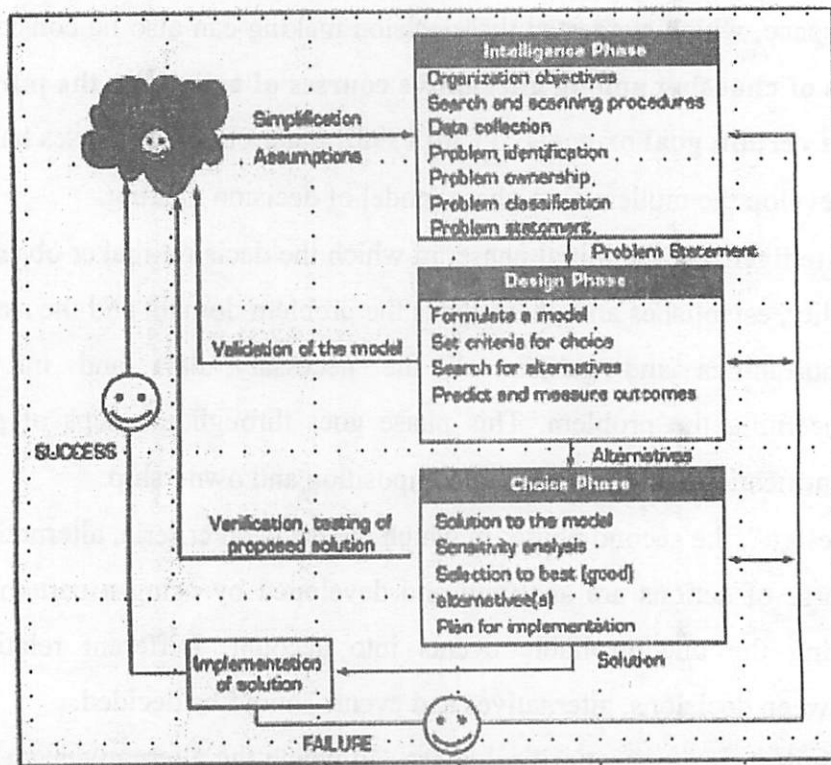 Intelligence Phase
Organization objectives
Search and scanning procedures
Data collection
Problem identification
Problem ownership
Problem classification
Problem statement
Simplification
Assumptions
Problem Statement
Design Phase
Formulate a model
Set criteria for choice
Search for alternatives
Predict and measure outcomes
Validation of the model
SUCCESS
Alternatives
Choice Phase
Solution to the model
Sensitivity analysis
Selection to best (good)
alternative(s)
Plan for implementation
Verification, testing of
proposed solution
Solution
Implementation
of solution
FAILURE